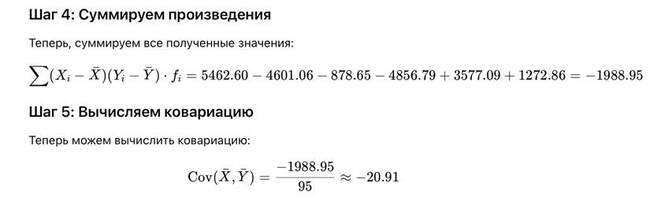 Шаг 4: Суммируем произведения
Теперь, суммируем все полученные значения:
∑(Xᵢ − X̄)(Yᵢ − Ȳ) · fᵢ = 5462.60 − 4601.06 − 878.65 − 4856.79 + 3577.09 + 1272.86 = −1988.95
Шаг 5: Вычисляем ковариацию
Теперь можем вычислить ковариацию:
Cov(X̄, Ȳ) = −1988.95 / 95 ≈ −20.91